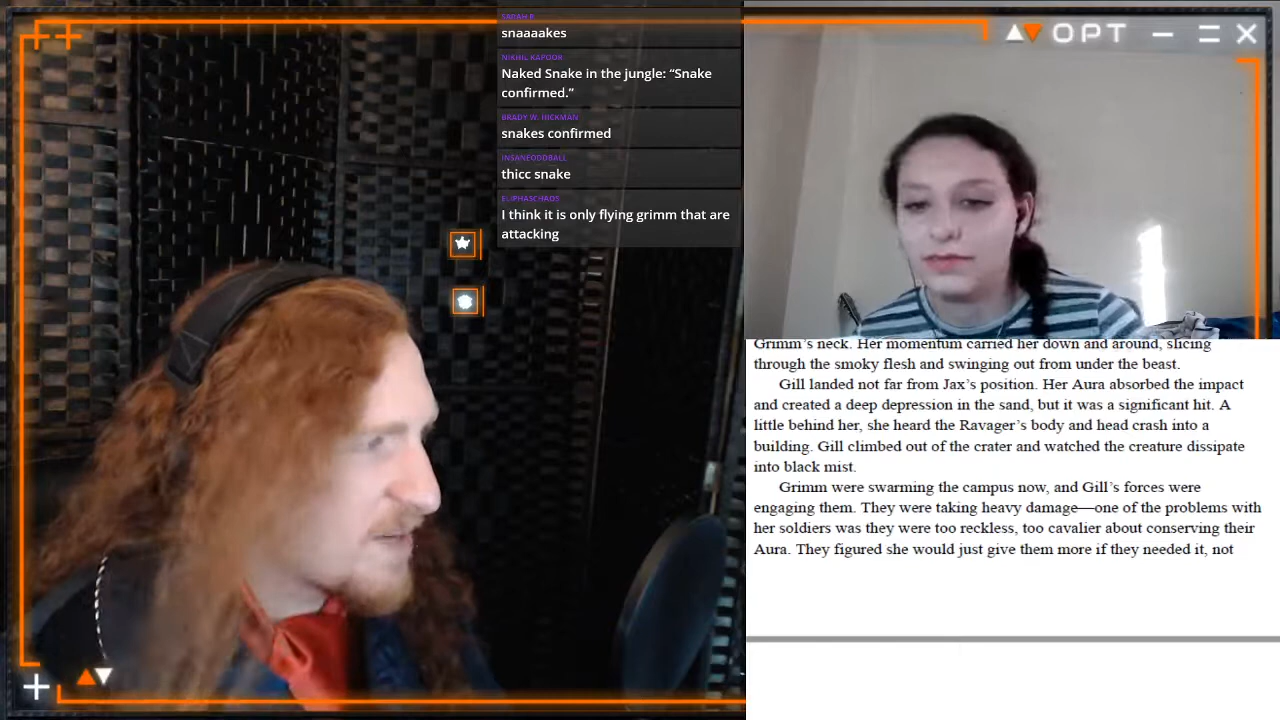 SARAH R
snaaaakes
NIKHIL KAPOOR
Naked Snake in the jungle: “Snake
confirmed.”
BRADY W. HICKMAN
snakes confirmed
INSANEODDBALL
thicc snake
ELIPHASCHAOS
I think it is only flying grimm that are
attacking
OPT
Grimm’s neck. Her momentum carried her down and around, slicing
through the smoky flesh and swinging out from under the beast.
Gill landed not far from Jax’s position. Her Aura absorbed the impact
and created a deep depression in the sand, but it was a significant hit. A
little behind her, she heard the Ravager’s body and head crash into a
building. Gill climbed out of the crater and watched the creature dissipate
into black mist.
Grimm were swarming the campus now, and Gill’s forces were
engaging them. They were taking heavy damage—one of the problems with
her soldiers was they were too reckless, too cavalier about conserving their
Aura. They figured she would just give them more if they needed it, not